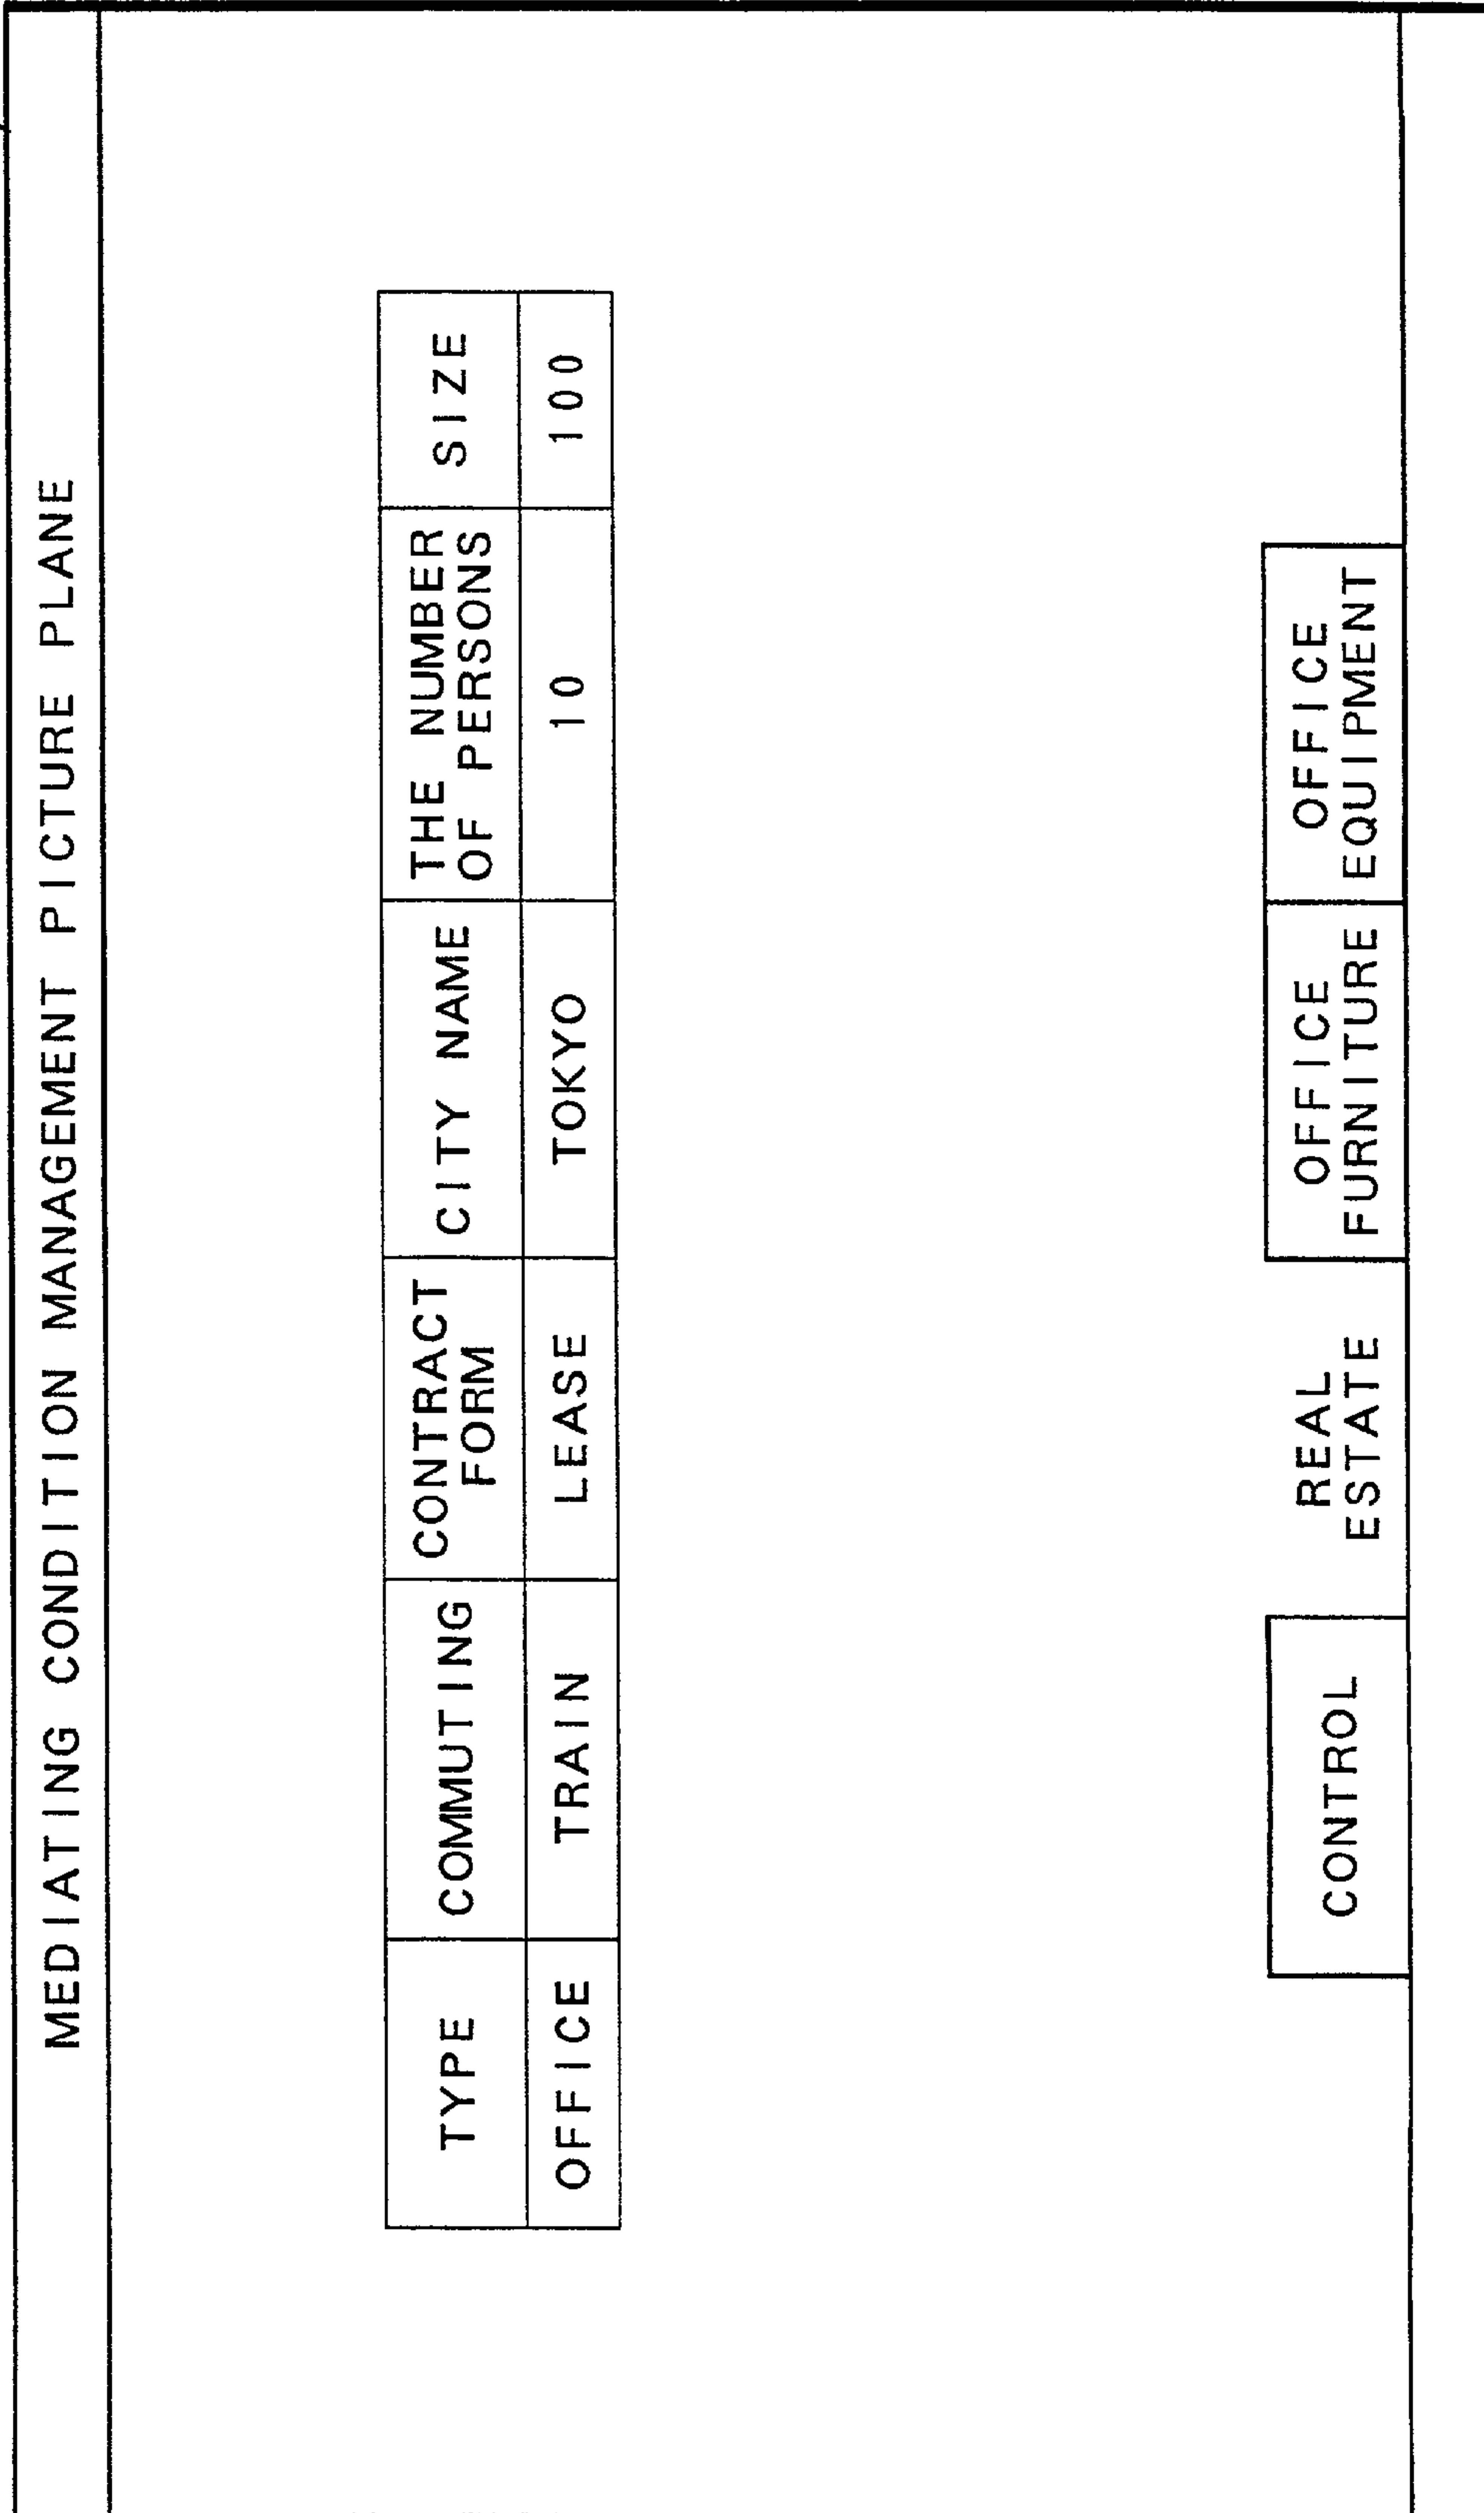 MEDIATING CONDITION MANAGEMENT PICTURE PLANE
TYPE
COMMUTING
CONTRACT
FORM
CITY NAME
THE NUMBER
OF PERSONS
SIZE
OFFICE
TRAIN
LEASE
TOKYO
10
100
CONTROL
REAL
ESTATE
OFFICE
FURNITURE
OFFICE
EQUIPMENT